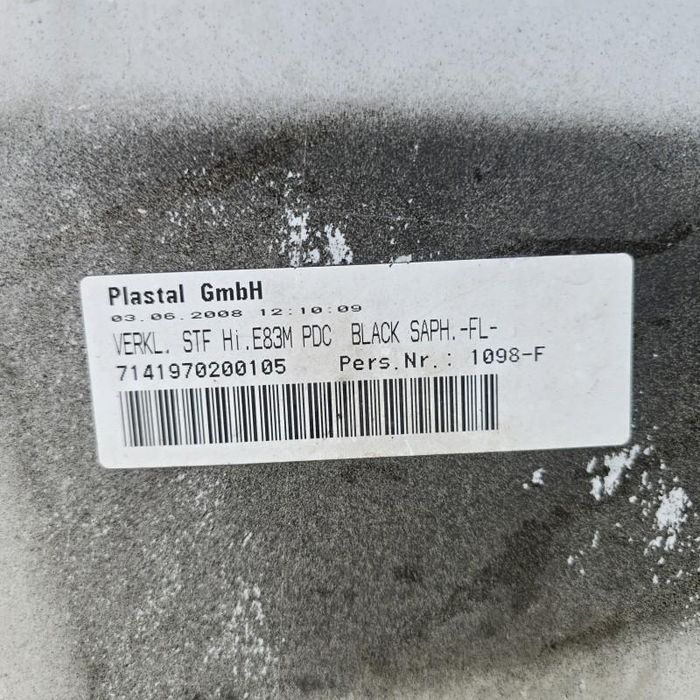 Plastal GmbH
03.06.2008 12:10:09
VERKL. STF Hi.E83M PDC BLACK SAPH.-FL-
7141970200105 Pers.Nr.: 1098-F